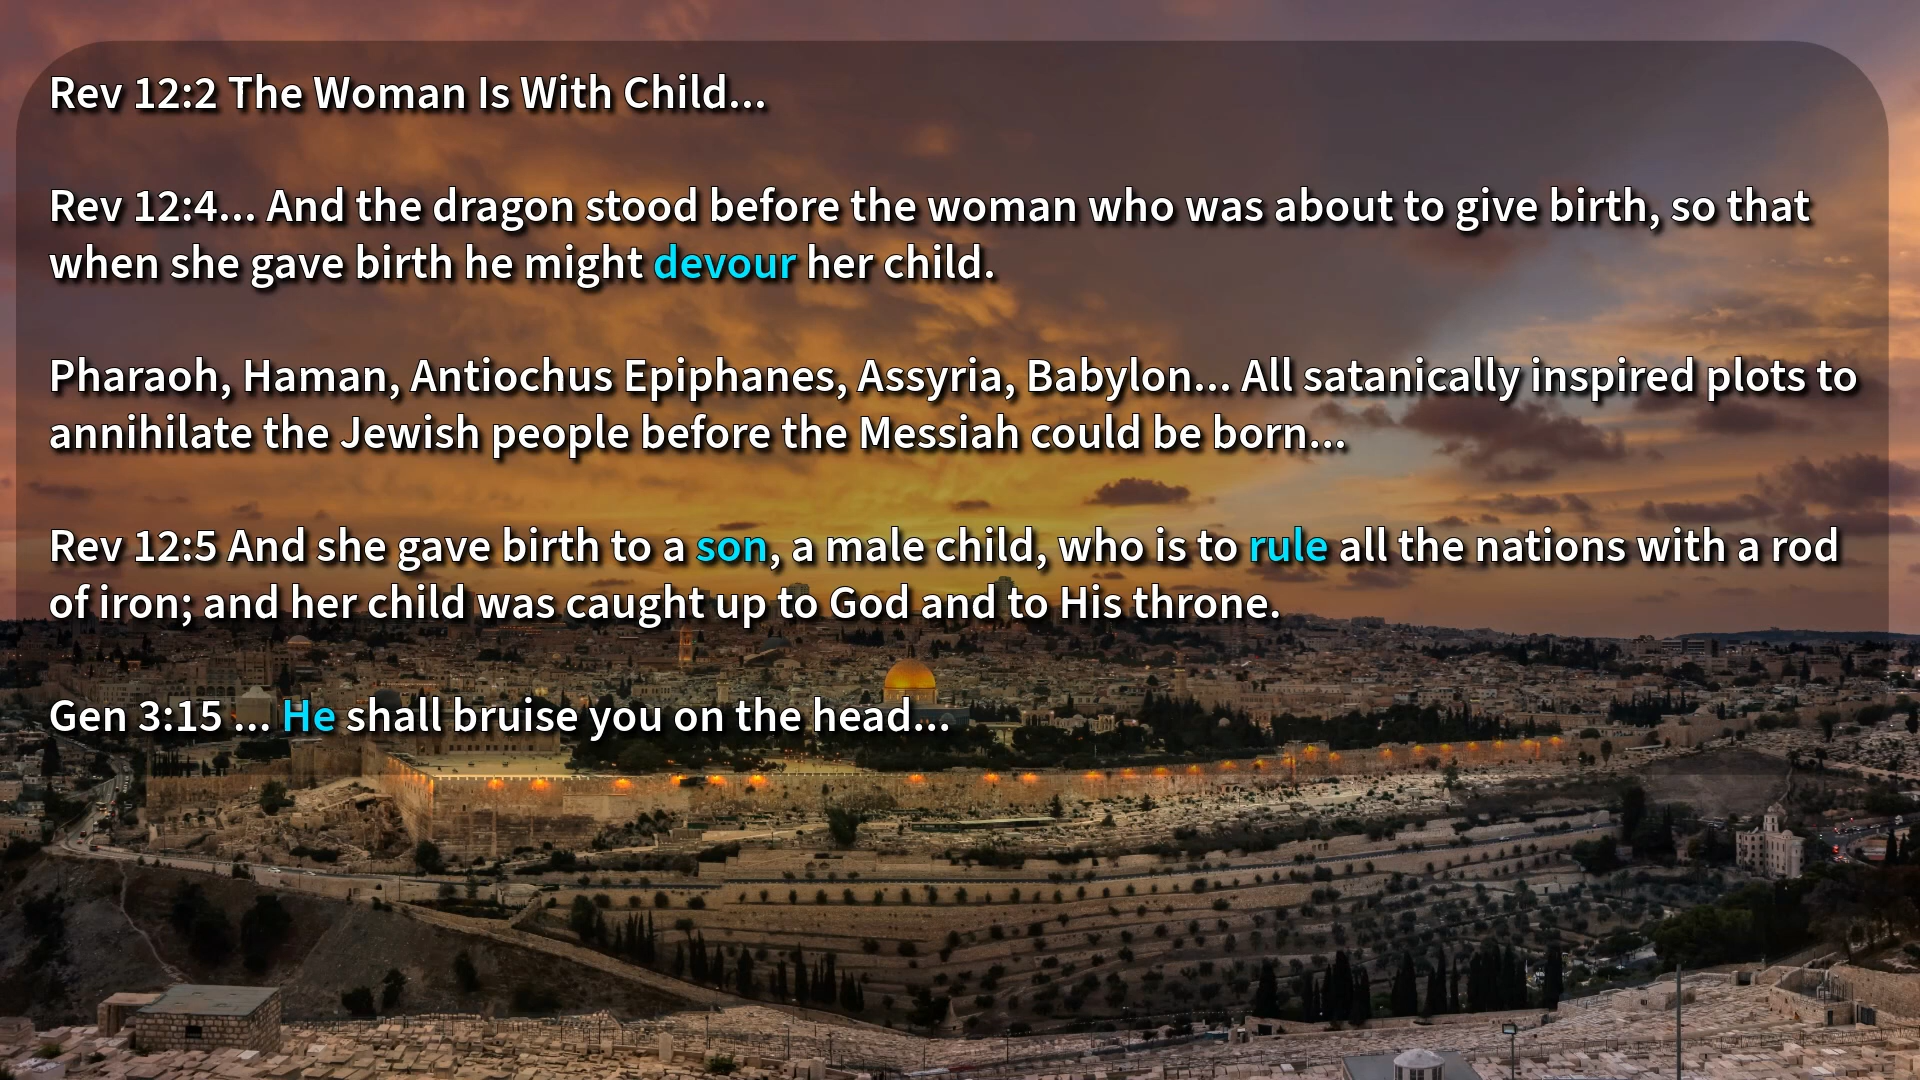 Rev 12:2 The Woman Is With Child...
Rev 12:4... And the dragon stood before the woman who was about to give birth, so that
when she gave birth he might devour her child.
Pharaoh, Haman, Antiochus Epiphanes, Assyria, Babylon... All satanically inspired plots to
annihilate the Jewish people before the Messiah could be born...
Rev 12:5 And she gave birth to a son, a male child, who is to rule all the nations with a rod
of iron; and her child was caught up to God and to His throne.
Gen 3:15 ... He shall bruise you on the head...